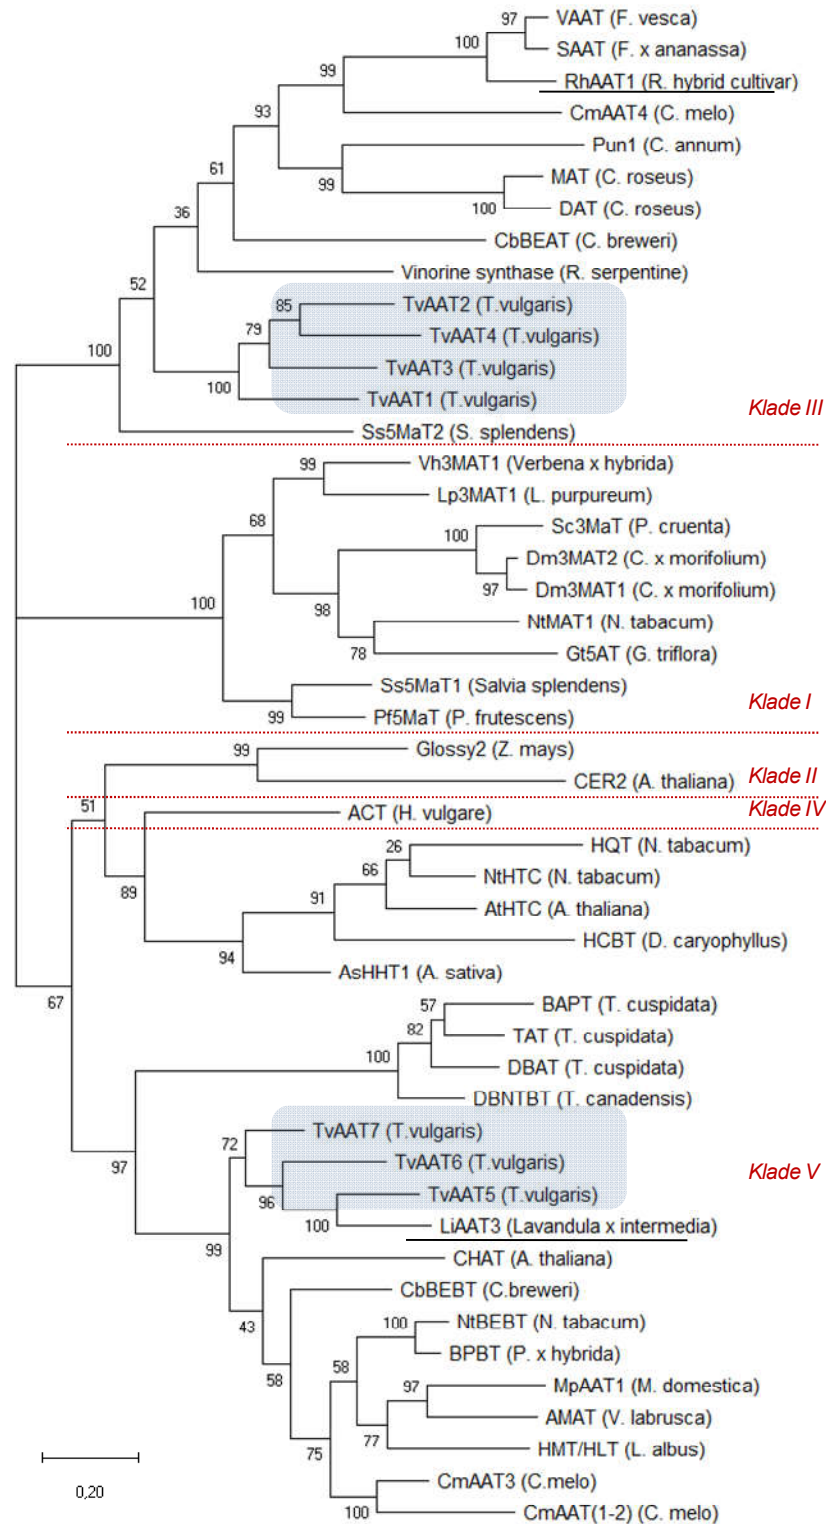 97
VAAT (F. vesca)
100
SAAT (F. x ananassa)
99
RhAAT1 (R. hybrid cultivar)
93
CmAAT4 (C. melo)
61
Pun1 (C. annum)
99
MAT (C. roseus)
36
100
DAT (C. roseus)
CbBEAT (C. breweri)
52
Vinorine synthase (R. serpentine)
85
TvAAT2 (T.vulgaris)
79
TvAAT4 (T.vulgaris)
100
TvAAT3 (T.vulgaris)
100
TvAAT1 (T.vulgaris)
Klade III
Ss5MaT2 (S. splendens)
99
Vh3MAT1 (Verbena x hybrida)
68
Lp3MAT1 (L. purpureum)
100
Sc3MaT (P. cruenta)
Dm3MAT2 (C. x morifolium)
97
Dm3MAT1 (C. x morifolium)
100
98
NtMAT1 (N. tabacum)
78
Gt5AT (G. triflora)
Ss5MaT1 (Salvia splendens)
Klade I
99
Pf5MaT (P. frutescens)
99
Glossy2 (Z. mays)
CER2 (A. thaliana)
Klade II
51
ACT (H. vulgare)
Klade IV
26
HQT (N. tabacum)
66
NtHTC (N. tabacum)
89
91
AtHTC (A. thaliana)
HCBT (D. caryophyllus)
94
AsHHT1 (A. sativa)
67
57
BAPT (T. cuspidata)
82
TAT (T. cuspidata)
100
DBAT (T. cuspidata)
DBNTBT (T. canadensis)
72
TvAAT7 (T.vulgaris)
97
TvAAT6 (T.vulgaris)
Klade V
96
TvAAT5 (T.vulgaris)
100
LiAAT3 (Lavandula x intermedia)
99
CHAT (A. thaliana)
CbBEBT (C.breweri)
43
100
NtBEBT (N. tabacum)
58
BPBT (P. x hybrida)
58
97
MpAAT1 (M. domestica)
AMAT (V. labrusca)
77
HMT/HLT (L. albus)
75
CmAAT3 (C.melo)
100
CmAAT(1-2) (C. melo)
0,20